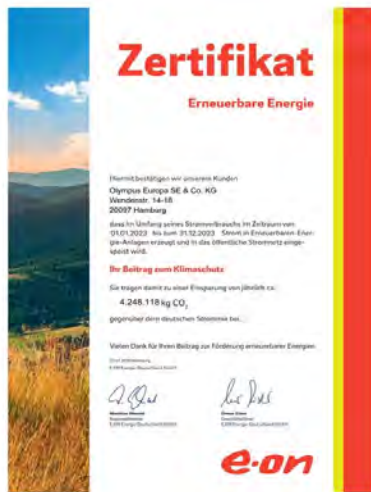 Zertifikat
Erneuerbare Energie
Hiermit bestätigen wir unserem Kunden
Olympus Europa SE & Co. KG
Wendenstr. 14-18
20097 Hamburg
dass im Umfang seines Stromverbrauchs im Zeitraum von
01.01.2023 bis zum 31.12.2023 Strom in Erneuerbaren-Ener-
gie-Anlagen erzeugt und in das öffentliche Stromnetz einge-
speist wird.
Ihr Beitrag zum Klimaschutz
Sie tragen damit zu einer Einsparung von jährlich ca.
4.248.118 kg CO₂
gegenüber dem deutschen Strommix bei.
Vielen Dank für Ihren Beitrag zur Förderung erneuerbarer Energien.
e·on